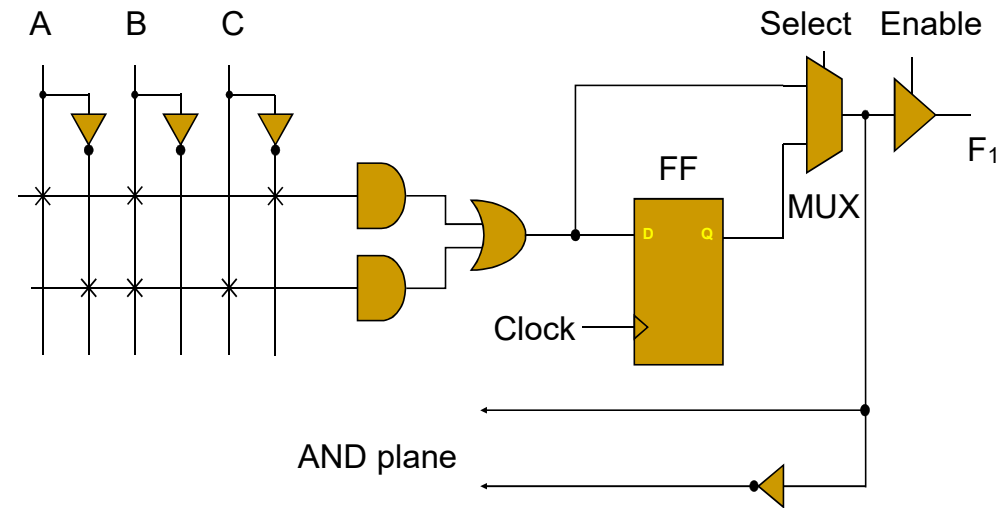 A B C
Select Enable
F1
FF
MUX
D Q
Clock
AND plane